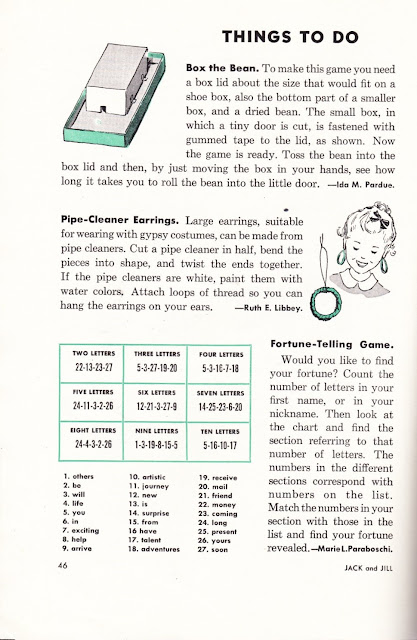 THINGS TO DO
Box the Bean. To make this game you need
a box lid about the size that would fit on a
shoe box, also the bottom part of a smaller
box, and a dried bean. The small box, in
which a tiny door is cut, is fastened with
gummed tape to the lid, as shown. Now
the game is ready. Toss the bean into the
box lid and then, by just moving the box in your hands, see how
long it takes you to roll the bean into the little door. —Ida M. Pardue.
Pipe-Cleaner Earrings. Large earrings, suitable
for wearing with gypsy costumes, can be made from
pipe cleaners. Cut a pipe cleaner in half, bend the
pieces into shape, and twist the ends together.
If the pipe cleaners are white, paint them with
water colors. Attach loops of thread so you can
hang the earrings on your ears. —Ruth E. Libbey.
TWO LETTERS THREE LETTERS FOUR LETTERS
22-13-23-27 5-3-27-19-20 5-3-16-7-18
FIVE LETTERS SIX LETTERS SEVEN LETTERS
24-11-3-2-26 12-21-3-27-9 14-25-23-6-20
EIGHT LETTERS NINE LETTERS TEN LETTERS
24-4-3-2-26 1-3-19-8-15-5 5-16-10-17
1. others 10. artistic 19. receive
2. be 11. journey 20. mail
3. will 12. new 21. friend
4. life 13. is 22. money
5. you 14. surprise 23. coming
6. in 15. from 24. long
7. exciting 16 have 25. present
8. help 17. talent 26. yours
9. arrive 18. adventures 27. soon
Fortune-Telling Game.
Would you like to find
your fortune? Count the
number of letters in your
first name, or in your
nickname. Then look at
the chart and find the
section referring to that
number of letters. The
numbers in the different
sections correspond with
numbers on the list.
Match the numbers in your
section with those in the
list and find your fortune
revealed. —Marie L. Paraboschi.
46
JACK and JILL